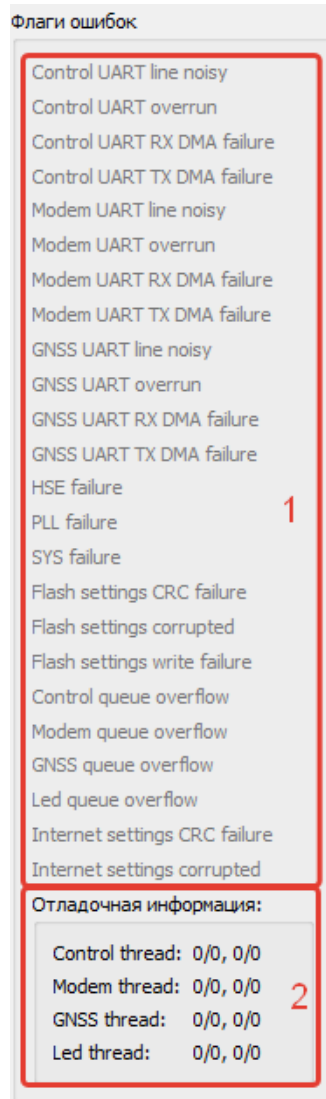 Флаги ошибок
Control UART line noisy
Control UART overrun
Control UART RX DMA failure
Control UART TX DMA failure
Modem UART line noisy
Modem UART overrun
Modem UART RX DMA failure
Modem UART TX DMA failure
GNSS UART line noisy
GNSS UART overrun
GNSS UART RX DMA failure
GNSS UART TX DMA failure
HSE failure
1
PLL failure
SYS failure
Flash settings CRC failure
Flash settings corrupted
Flash settings write failure
Control queue overflow
Modem queue overflow
GNSS queue overflow
Led queue overflow
Internet settings CRC failure
Internet settings corrupted
Отладочная информация:
Control thread: 0/0, 0/0
Modem thread: 0/0, 0/0
2
GNSS thread: 0/0, 0/0
Led thread: 0/0, 0/0